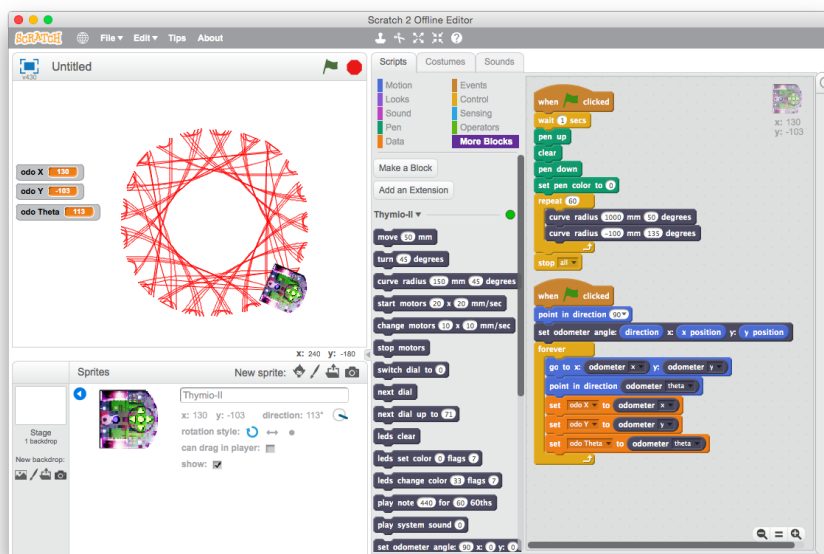 Scratch 2 Offline Editor
SCRATCH File Edit Tips About
v430
Untitled
odo X 130
odo Y -103
odo Theta 113
x: 240 y: -180
Sprites New sprite:
Stage
1 backdrop
New backdrop:
Thymio-II
x: 130 y: -103 direction: 113°
rotation style:
can drag in player:
show:
Scripts Costumes Sounds
Motion Events
Looks Control
Sound Sensing
Pen Operators
Data More Blocks
Make a Block
Add an Extension
Thymio-II
move 50 mm
turn 45 degrees
curve radius 150 mm 45 degrees
start motors 20 x 20 mm/sec
change motors 10 x 10 mm/sec
stop motors
switch dial to 0
next dial
next dial up to 71
leds clear
leds set color 0 flags 7
leds change color 33 flags 7
play note 440 for 60 60ths
play system sound 0
set odometer angle: 90 x: 0 y: 0
x: 130
y: -103
when clicked
wait 1 secs
pen up
clear
pen down
set pen color to 0
repeat 60
curve radius 1000 mm 50 degrees
curve radius -100 mm 135 degrees
stop all
when clicked
point in direction 90
set odometer angle: direction x: x position y: y position
forever
go to x: odometer x y: odometer y
point in direction odometer theta
set odo X to odometer x
set odo Y to odometer y
set odo Theta to odometer theta